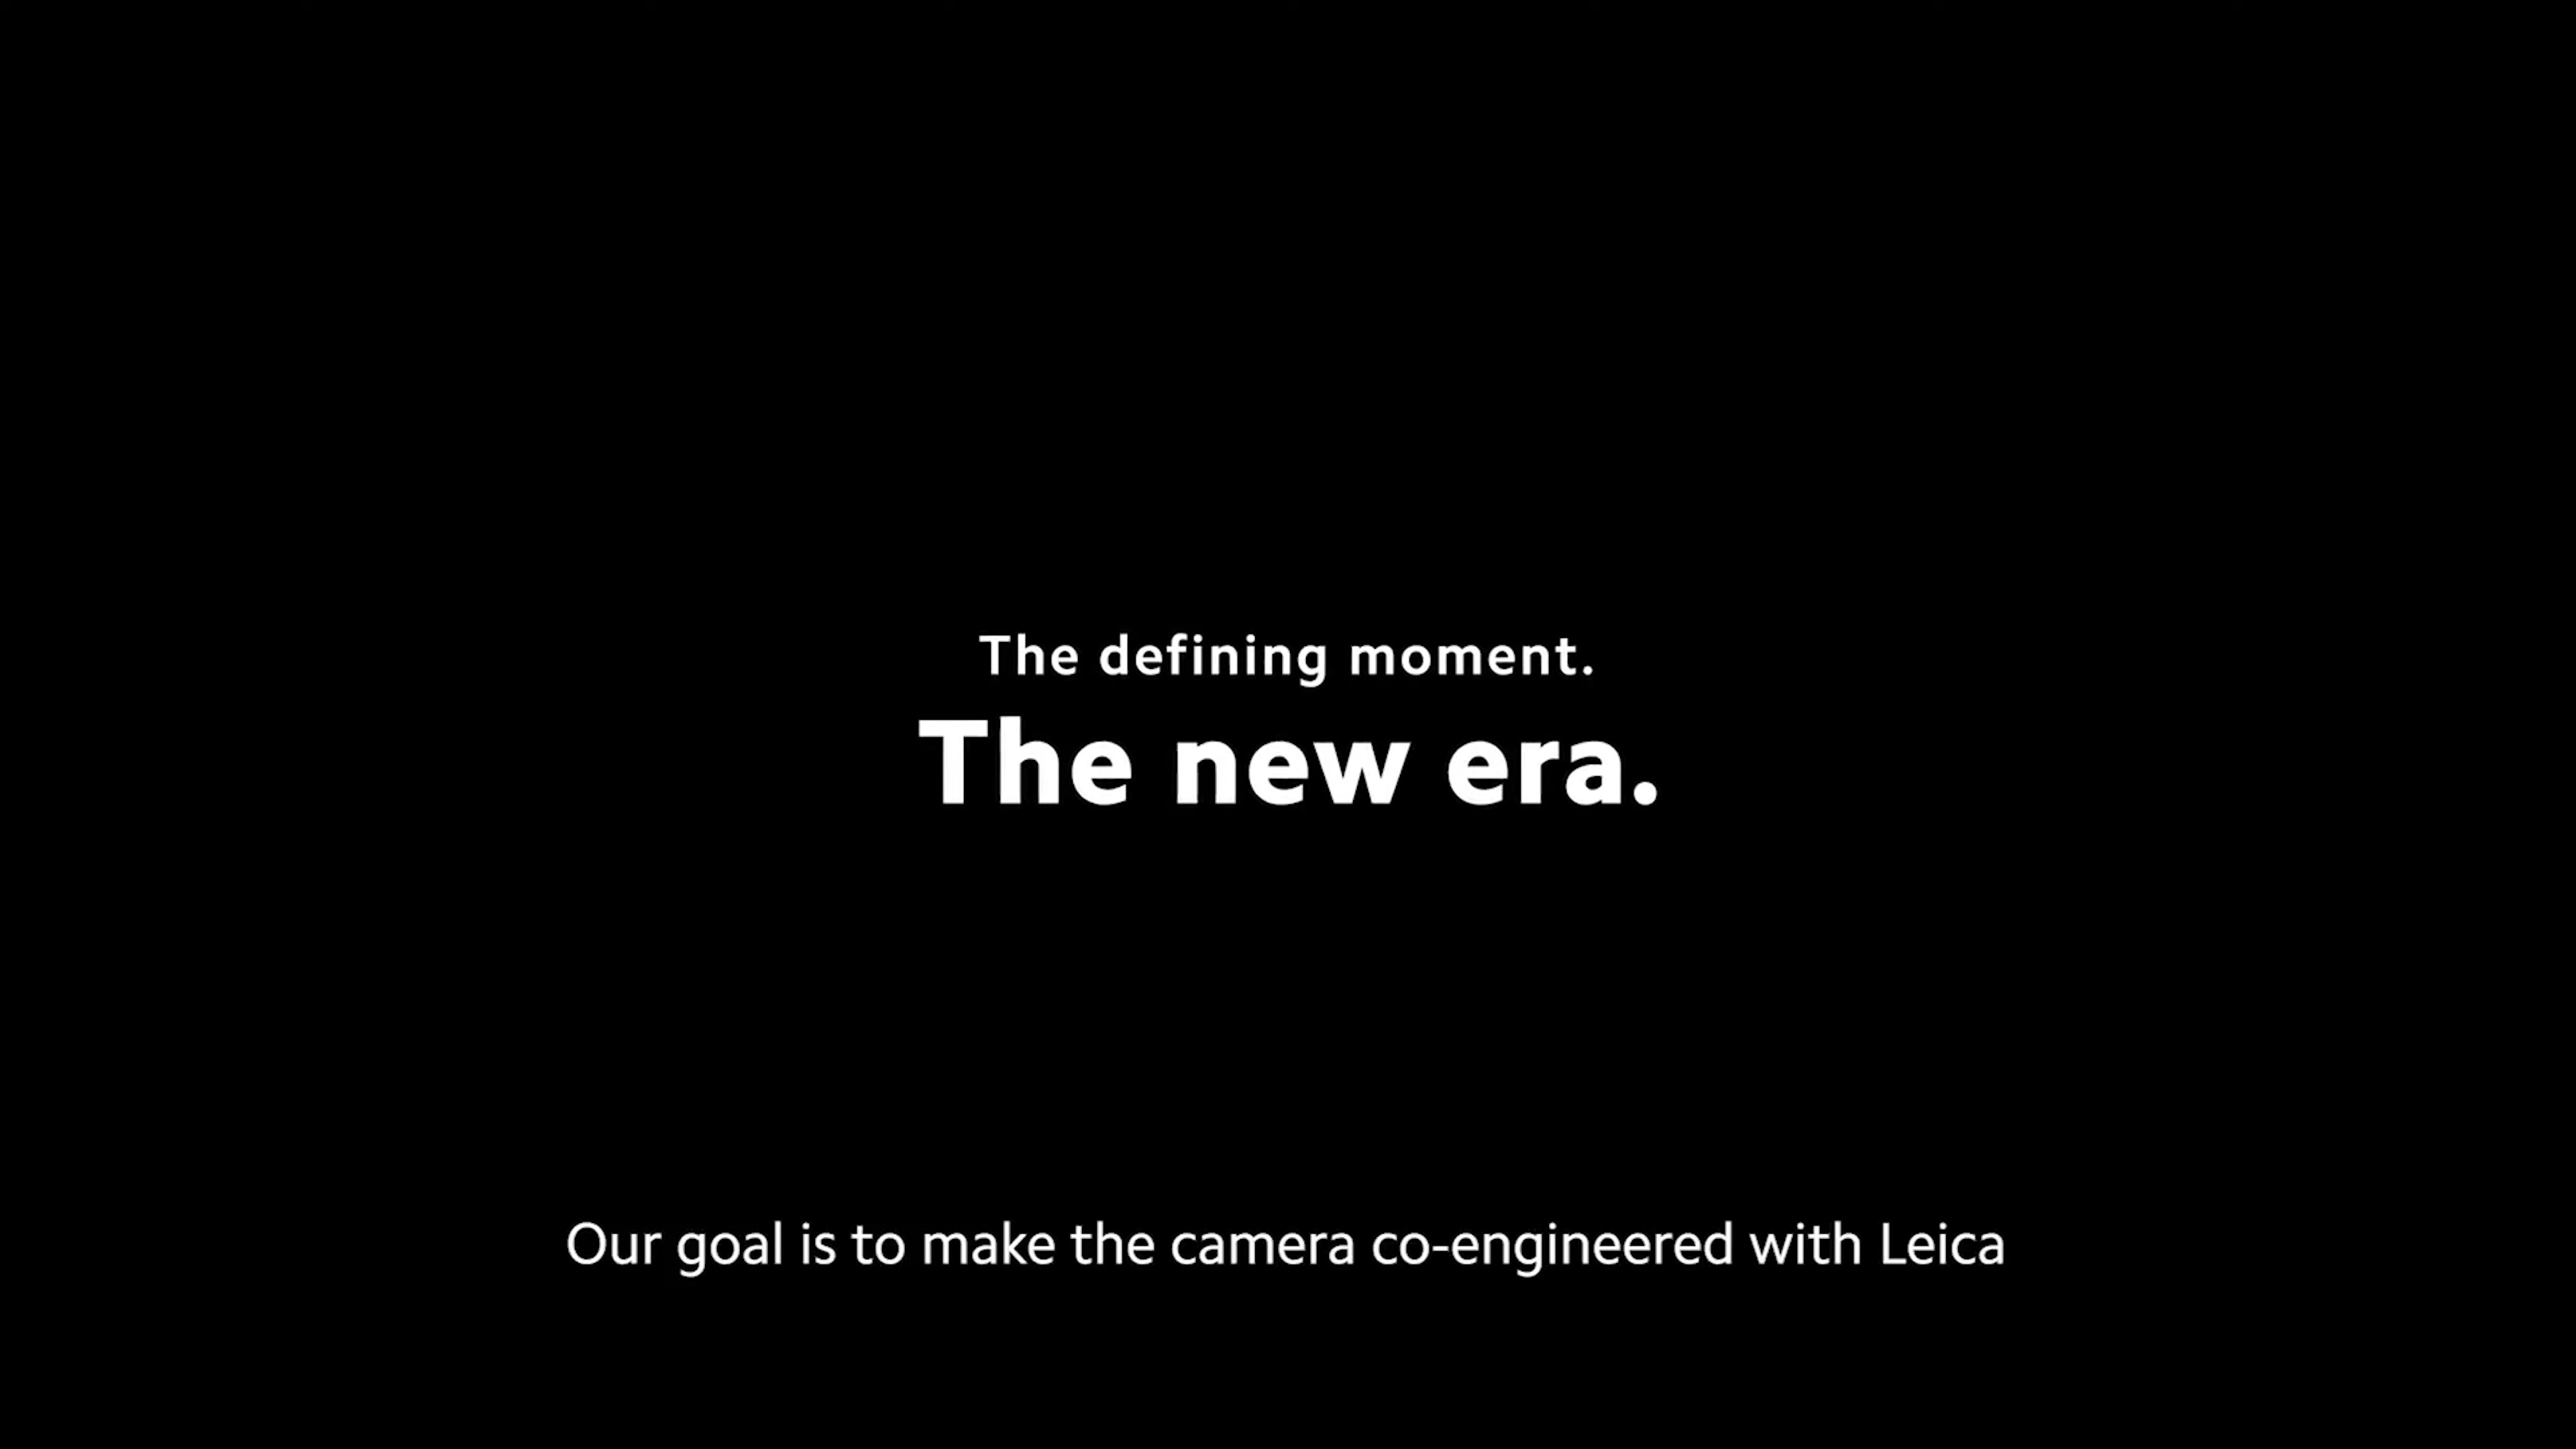 The defining moment.
The new era.
Our goal is to make the camera co-engineered with Leica